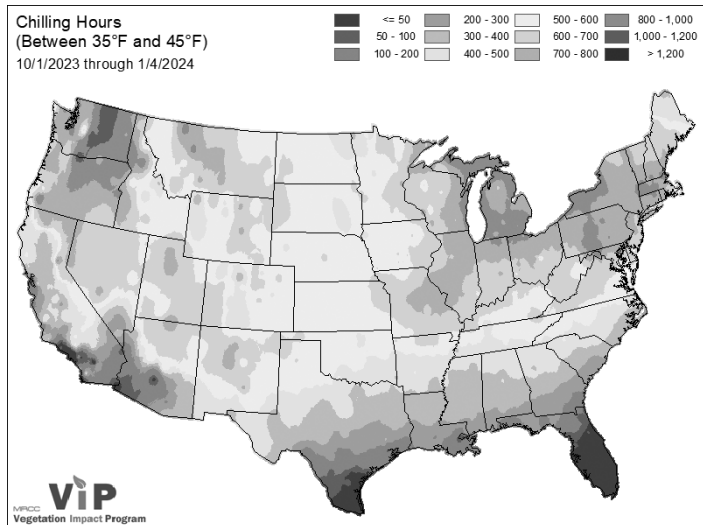 Chilling Hours
(Between 35°F and 45°F)
10/1/2023 through 1/4/2024
<= 50 200 - 300 500 - 600 800 - 1,000
50 - 100 300 - 400 600 - 700 1,000 - 1,200
100 - 200 400 - 500 700 - 800 > 1,200
MRCC ViP
Vegetation Impact Program